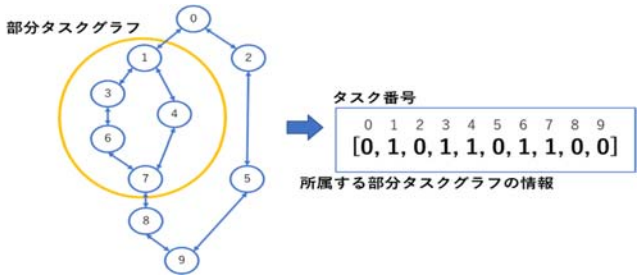 部分タスクグラフ
0
1
2
3
4
6
7
5
8
9
タスク番号
0 1 2 3 4 5 6 7 8 9
[0, 1, 0, 1, 1, 0, 1, 1, 0, 0]
所属する部分タスクグラフの情報